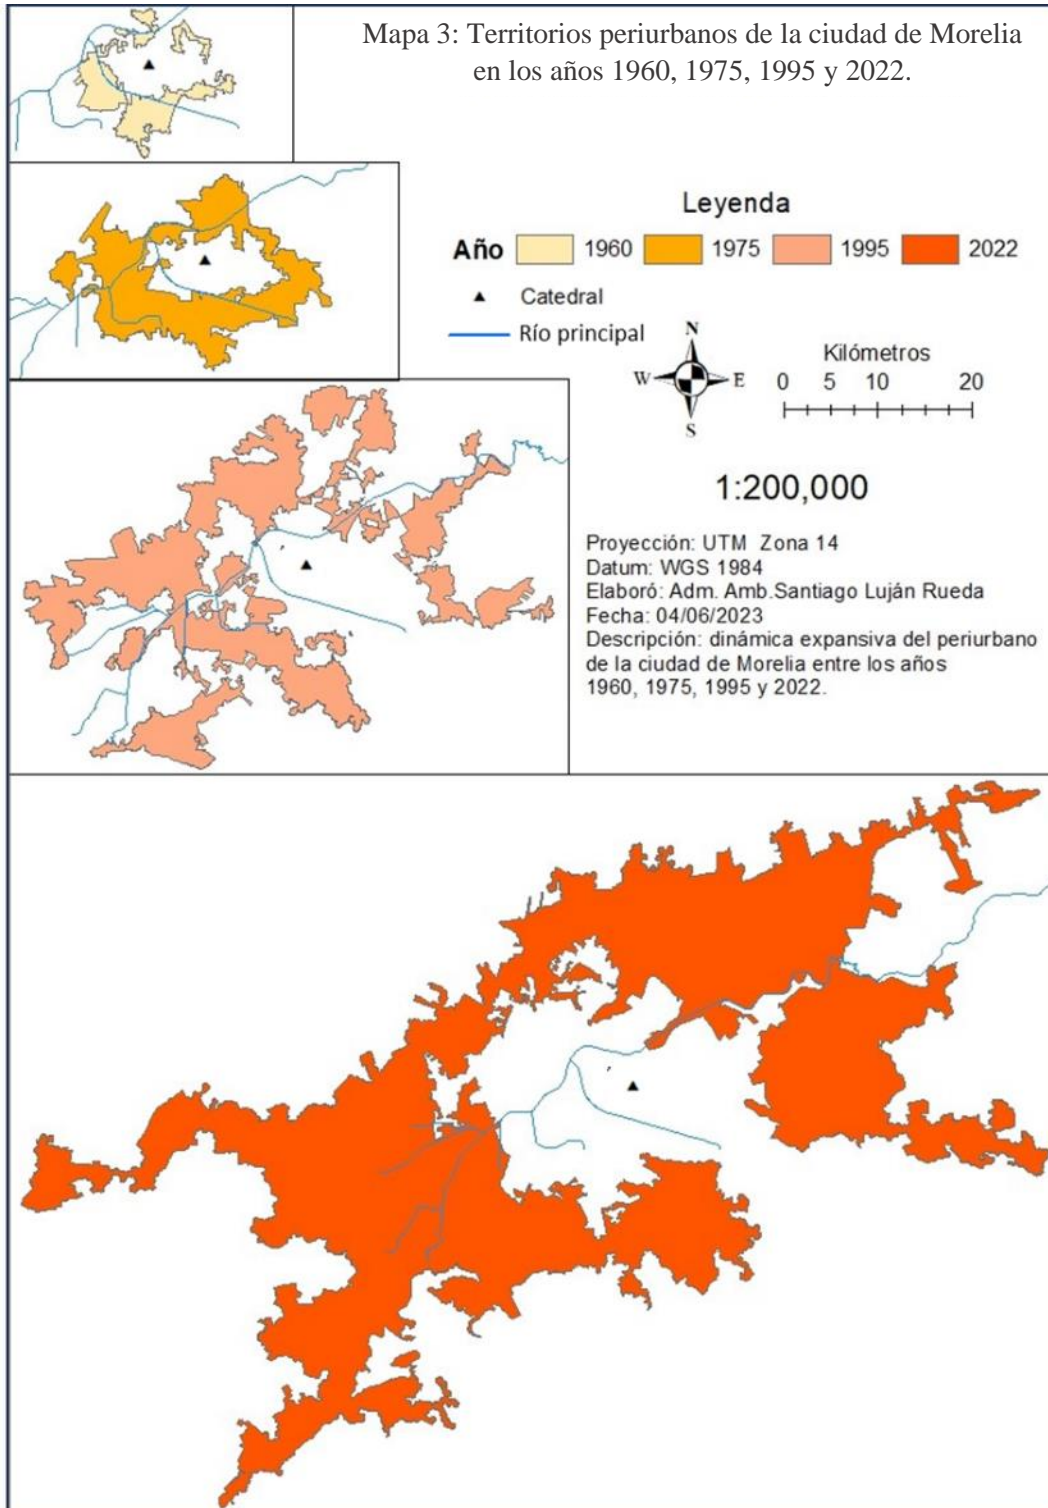 Mapa 3: Territorios periurbanos de la ciudad de Morelia
en los años 1960, 1975, 1995 y 2022.
Leyenda
Año 1960 1975 1995 2022
Catedral
Río principal
N
W E
S
Kilómetros
0 5 10 20
1:200,000
Proyección: UTM Zona 14
Datum: WGS 1984
Elaboró: Adm. Amb.Santiago Luján Rueda
Fecha: 04/06/2023
Descripción: dinámica expansiva del periurbano
de la ciudad de Morelia entre los años
1960, 1975, 1995 y 2022.